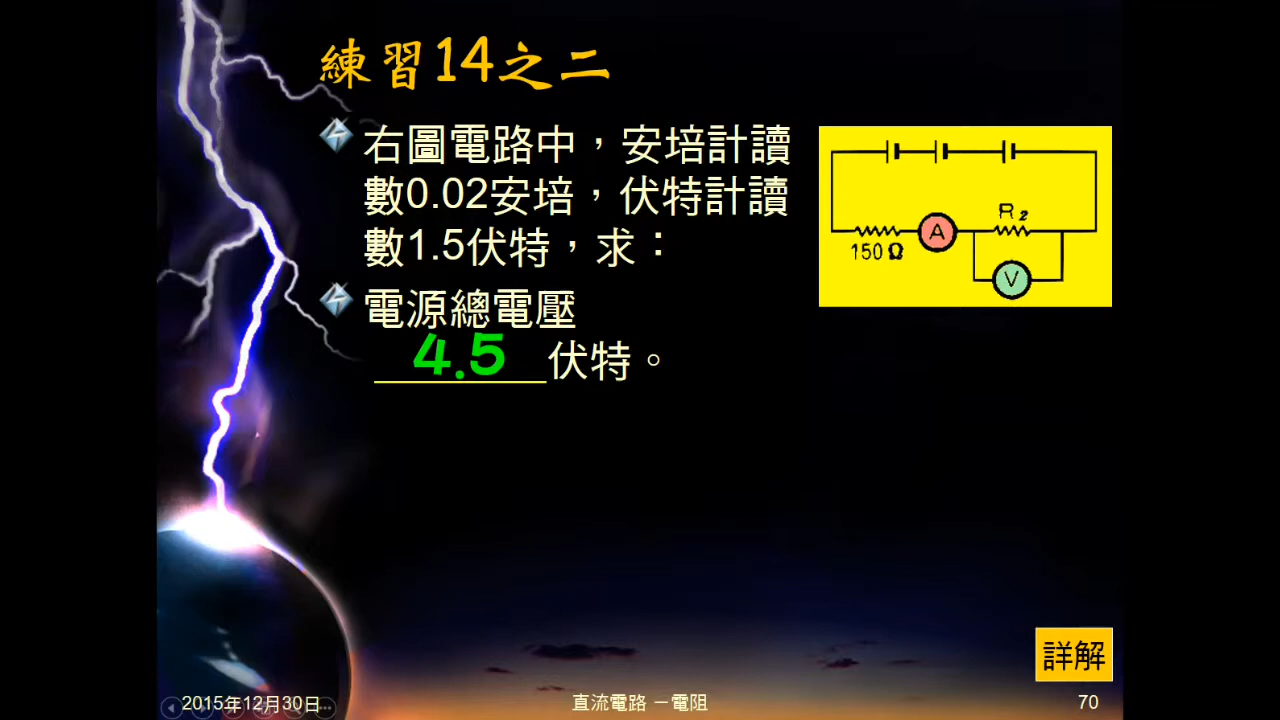 練習14之二
右圖電路中，安培計讀
數0.02安培，伏特計讀
數1.5伏特，求：
電源總電壓
4.5伏特。
R2
A
150Ω
V
詳解
2015年12月30日
直流電路 －電阻
70